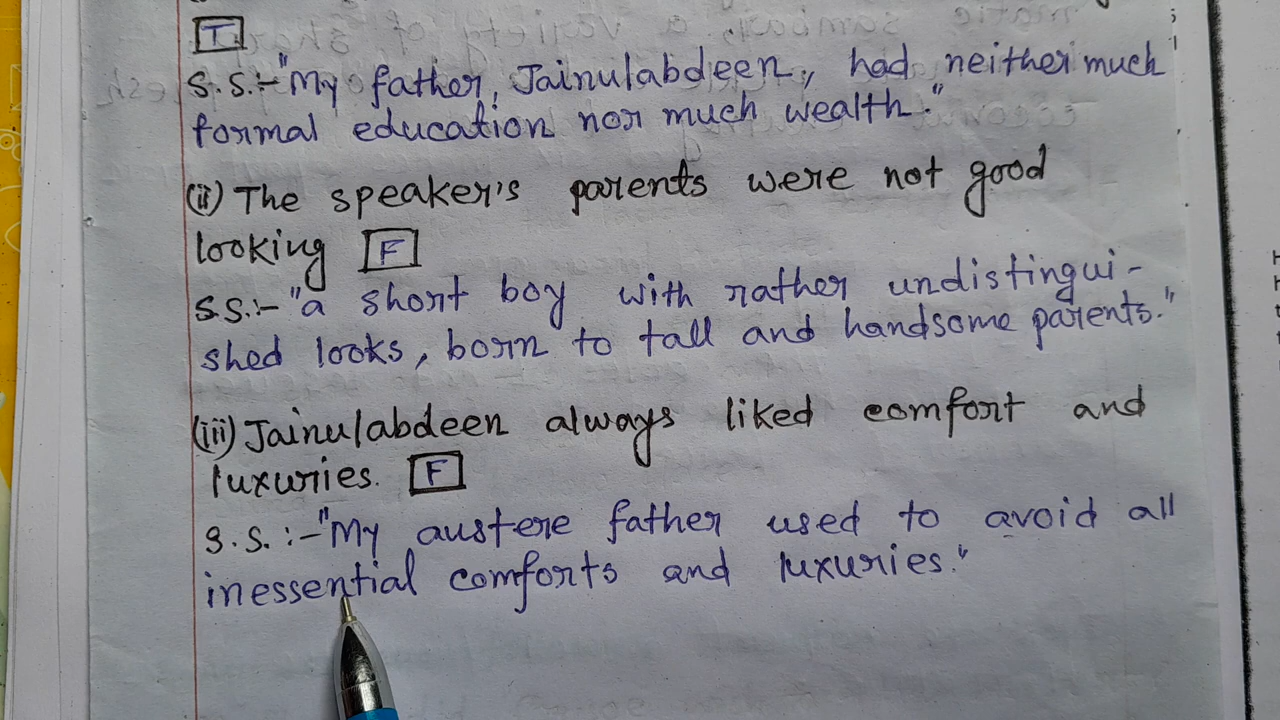 T
S.S:- "My father, Jainulabdeen, had neither much
formal education nor much wealth."
(ii) The speaker's parents were not good
looking F
S.S:- "a short boy with rather undistingui-
shed looks, born to tall and handsome parents."
(iii) Jainulabdeen always liked comfort and
luxuries. F
S.S. :- "My austere father used to avoid all
inessential comforts and luxuries."